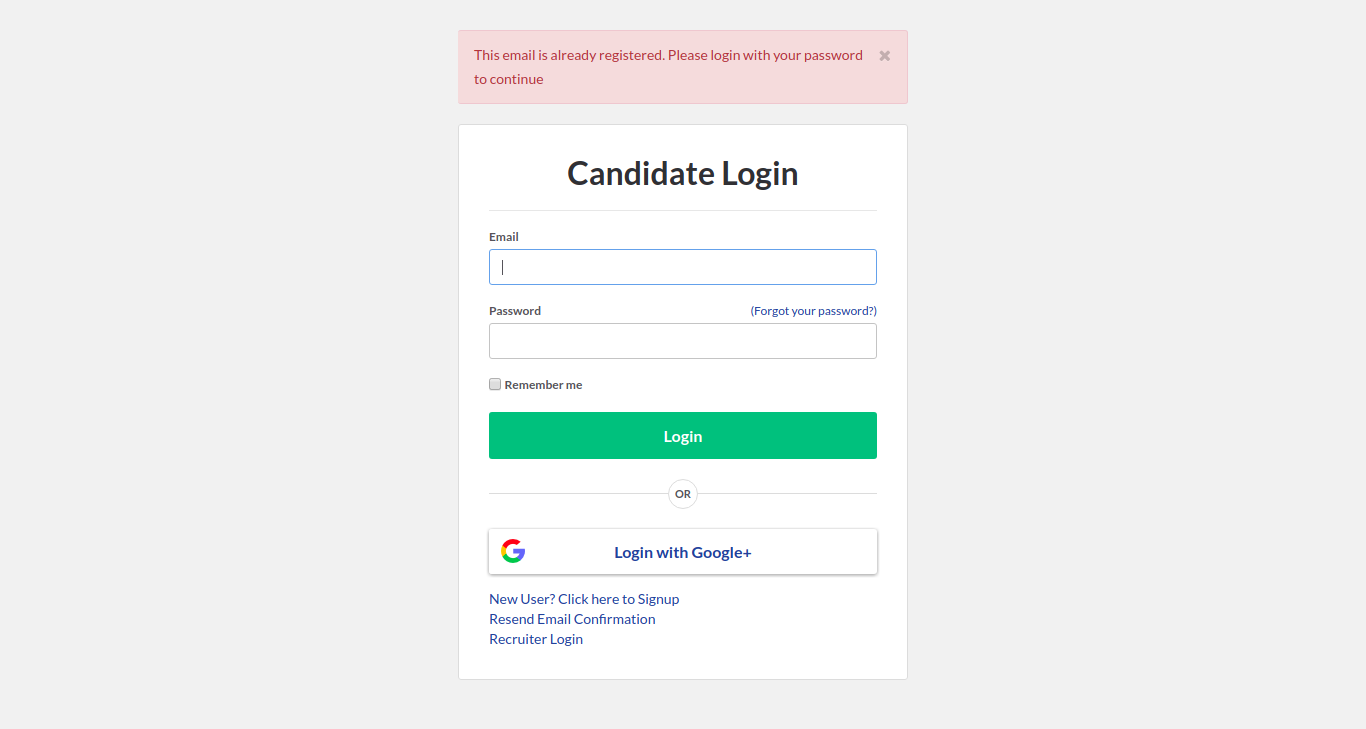 This email is already registered. Please login with your password
to continue
Candidate Login
Email
Password (Forgot your password?)
Remember me
Login
OR
Login with Google+
New User? Click here to Signup
Resend Email Confirmation
Recruiter Login